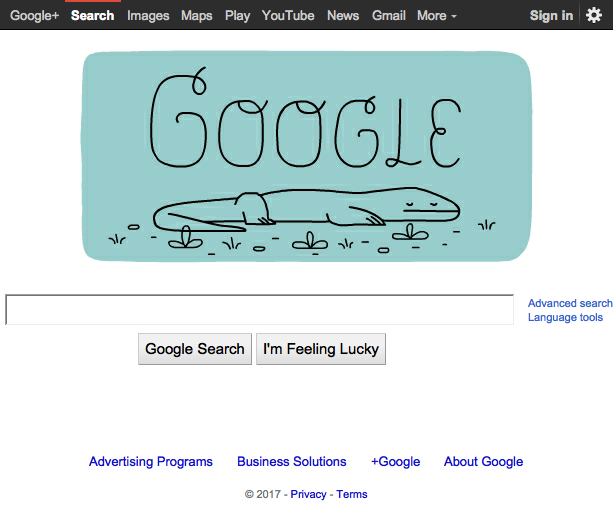 Google+ Search Images Maps Play YouTube News Gmail More Sign in
GOOGLE
Advanced search
Language tools
Google Search I'm Feeling Lucky
Advertising Programs Business Solutions +Google About Google
© 2017 - Privacy - Terms